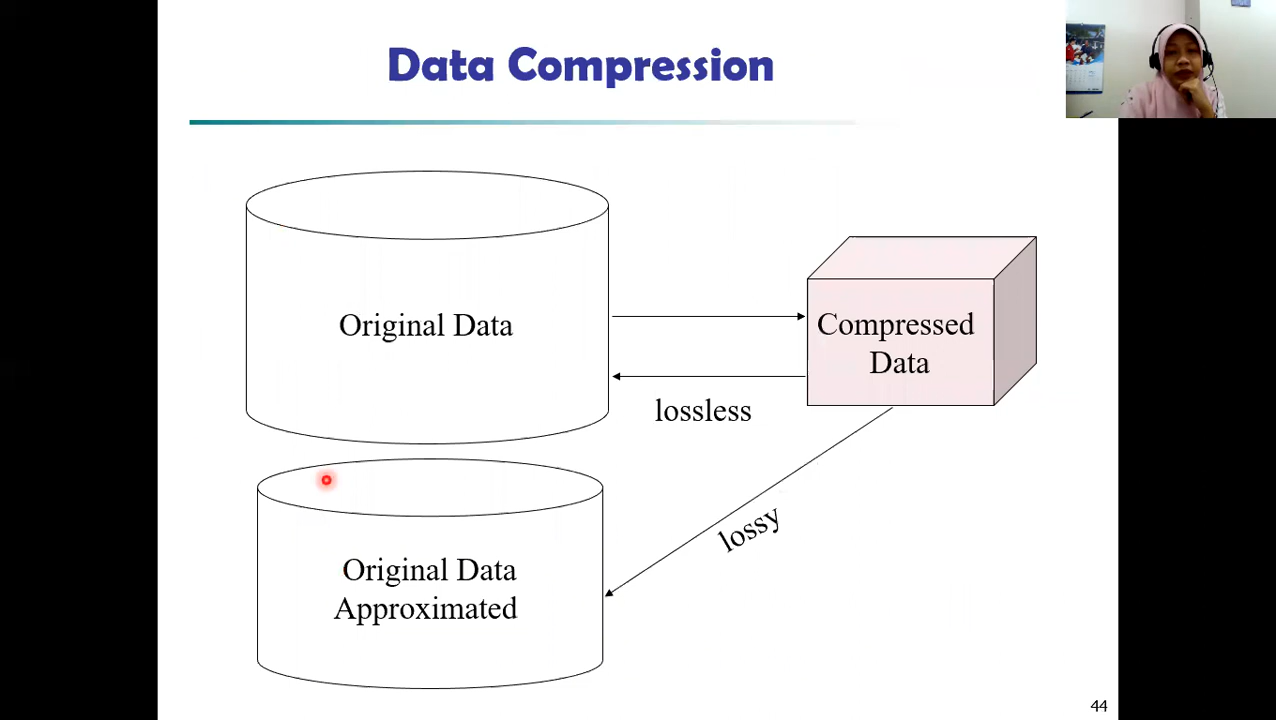 Data Compression
Original Data
Compressed
Data
lossless
lossy
Original Data
Approximated
44